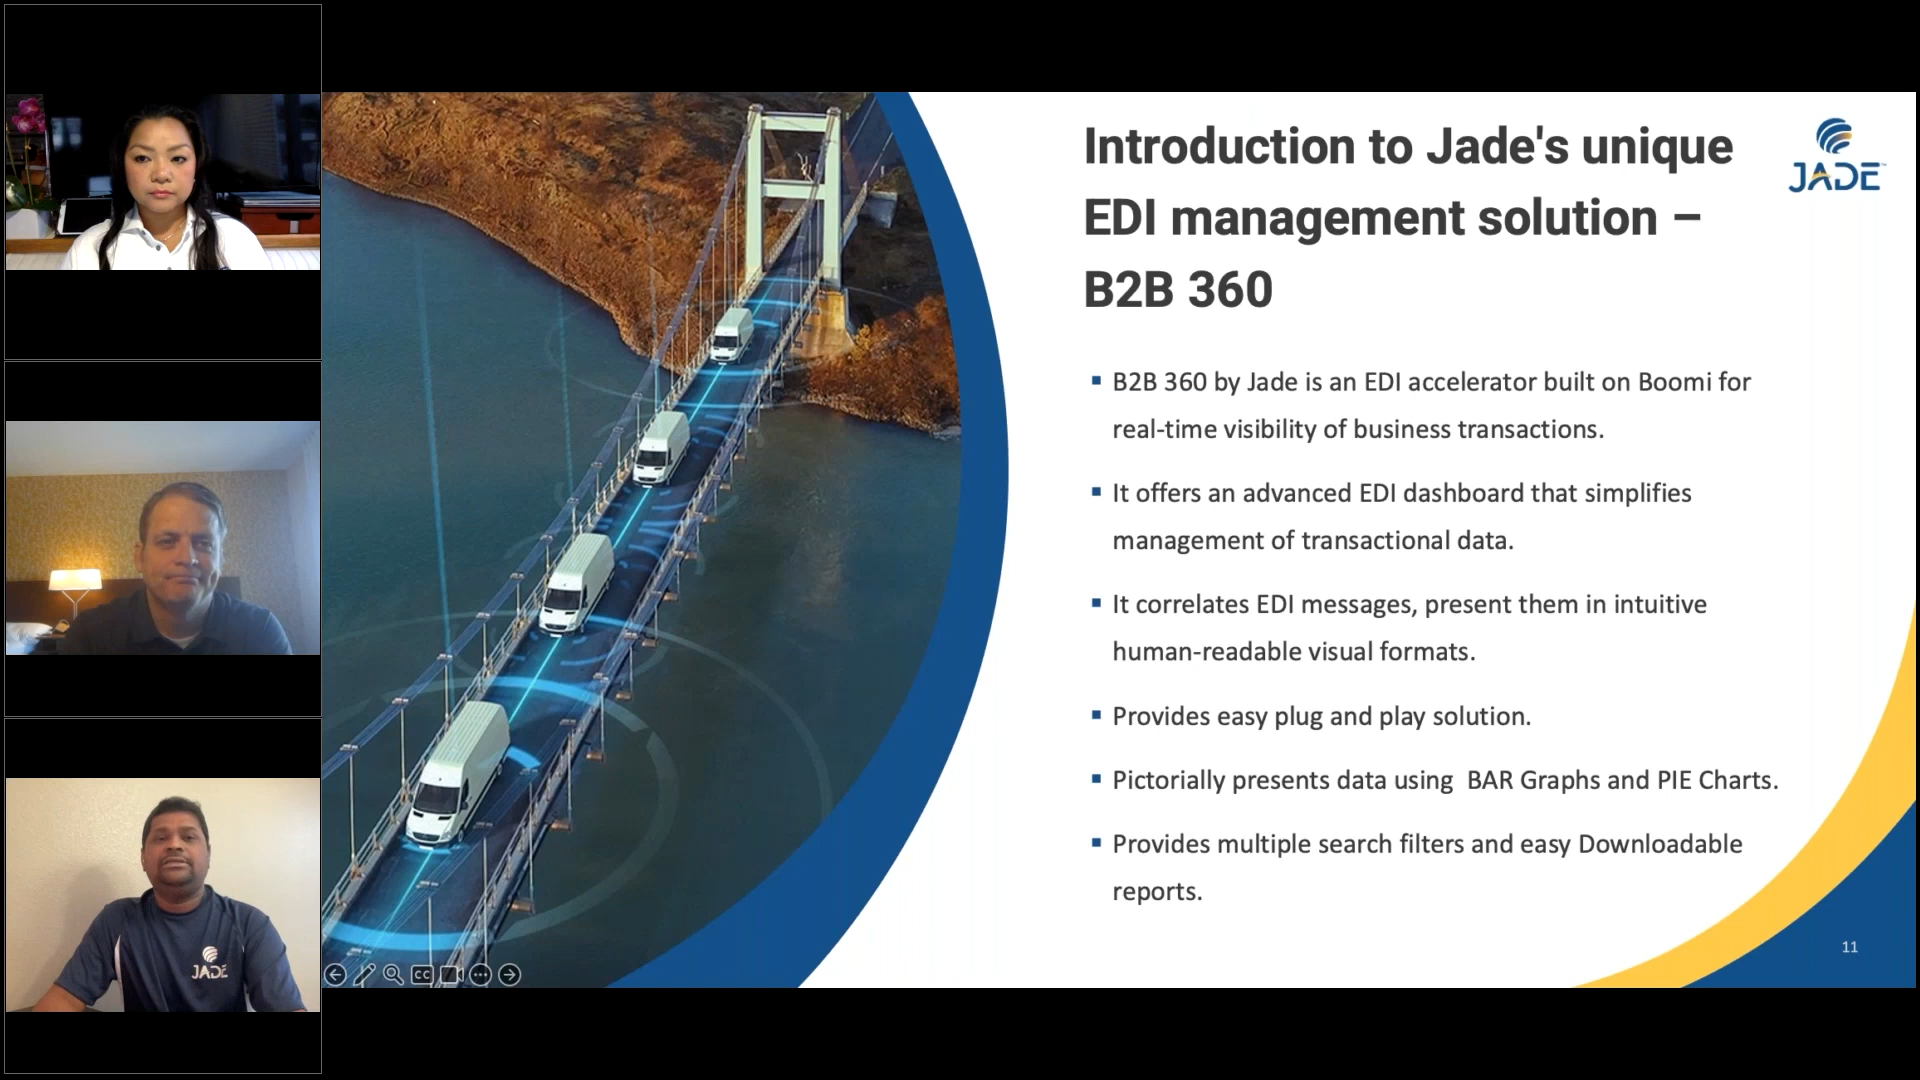 Introduction to Jade's unique
EDI management solution –
B2B 360
JADE
B2B 360 by Jade is an EDI accelerator built on Boomi for
real-time visibility of business transactions.
It offers an advanced EDI dashboard that simplifies
management of transactional data.
It correlates EDI messages, present them in intuitive
human-readable visual formats.
Provides easy plug and play solution.
Pictorially presents data using  BAR Graphs and PIE Charts.
Provides multiple search filters and easy Downloadable
reports.
11
CC
JADE